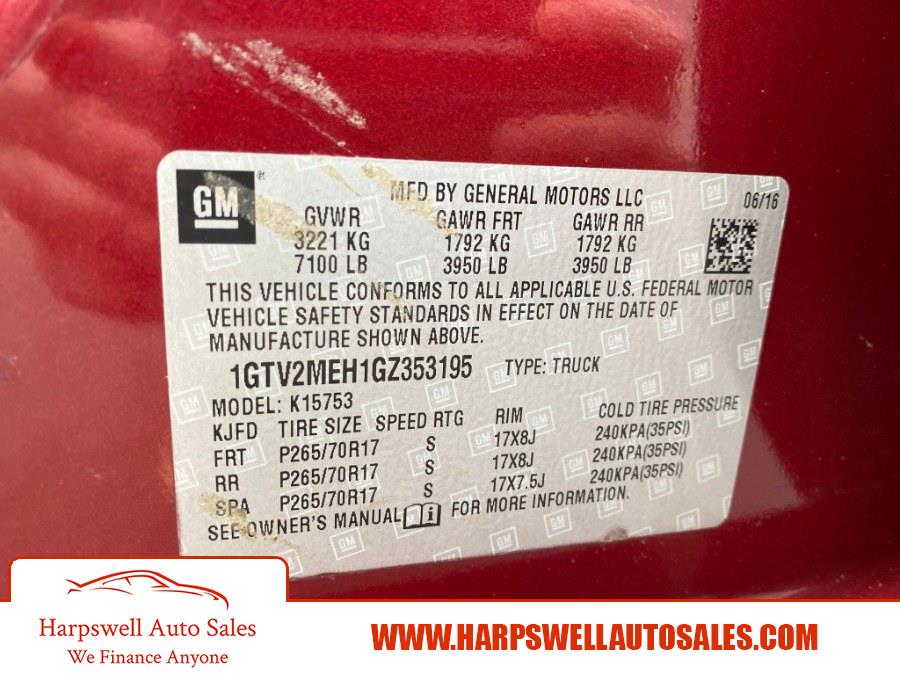 GM
MFD BY GENERAL MOTORS LLC 06/16
GVWR GAWR FRT GAWR RR
3221 KG 1792 KG 1792 KG
7100 LB 3950 LB 3950 LB
THIS VEHICLE CONFORMS TO ALL APPLICABLE U.S. FEDERAL MOTOR
VEHICLE SAFETY STANDARDS IN EFFECT ON THE DATE OF
MANUFACTURE SHOWN ABOVE.
1GTV2MEH1GZ353195 TYPE: TRUCK
MODEL: K15753
KJFD TIRE SIZE SPEED RTG RIM COLD TIRE PRESSURE
FRT P265/70R17 S 17X8J 240KPA(35PSI)
RR P265/70R17 S 17X8J 240KPA(35PSI)
SPA P265/70R17 S 17X7.5J 240KPA(35PSI)
SEE OWNER'S MANUAL FOR MORE INFORMATION.
Harpswell Auto Sales
We Finance Anyone
WWW.HARPSWELLAUTOSALES.COM